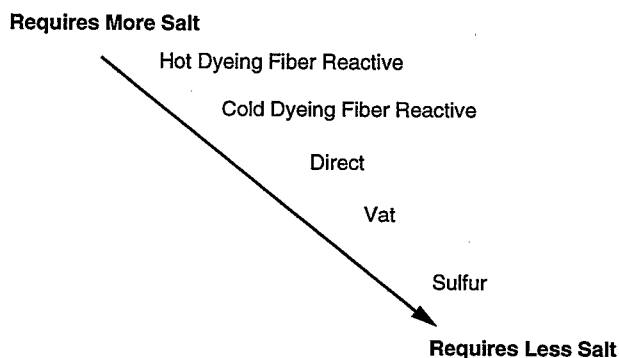 Requires More Salt
Hot Dyeing Fiber Reactive
Cold Dyeing Fiber Reactive
Direct
Vat
Sulfur
Requires Less Salt